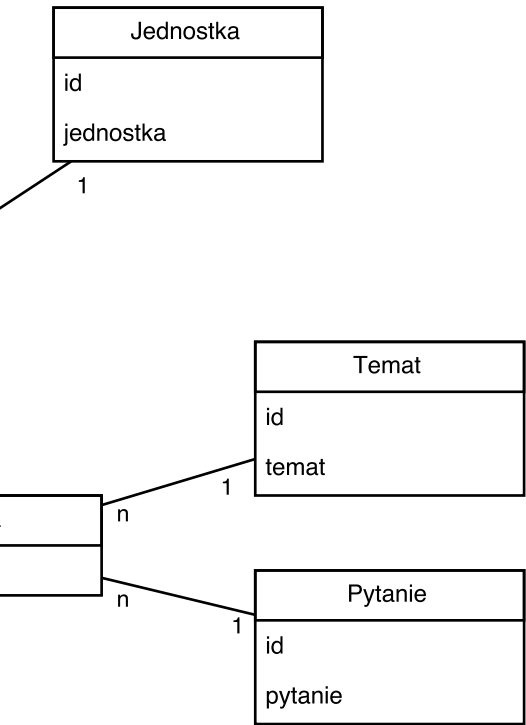 Jednostka
id
jednostka
1
Temat
id
temat
1
n
n
1
Pytanie
id
pytanie